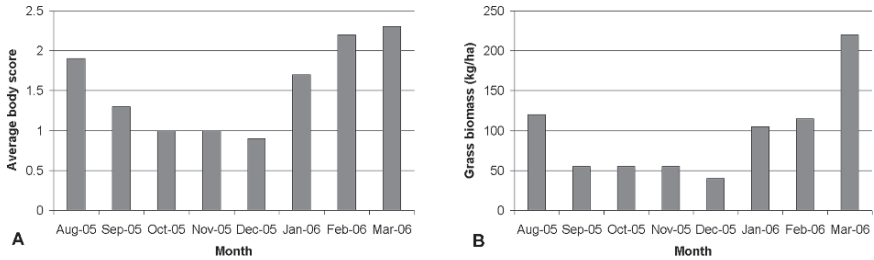 2.5
2
1.5
1
0.5
0
Average body score
Aug-05 Sep-05 Oct-05 Nov-05 Dec-05 Jan-06 Feb-06 Mar-06
Month
A
250
200
150
100
50
0
Grass biomass (kg/ha)
Aug-05 Sep-05 Oct-05 Nov-05 Dec-05 Jan-06 Feb-06 Mar-06
Month
B